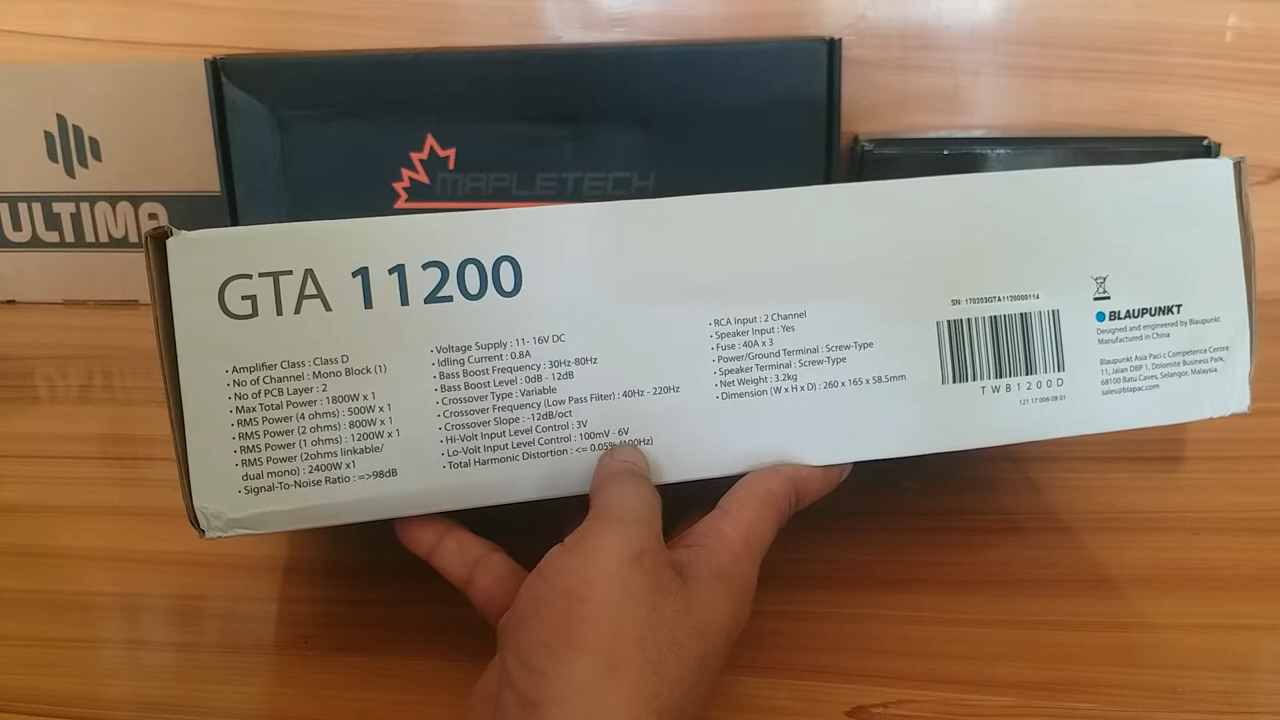 ULTIMA
MAPLETECH
GTA 11200
• Amplifier Class : Class D
• No of Channel : Mono Block (1)
• No of PCB Layer : 2
• Max Total Power : 1800W x 1
• RMS Power (4 ohms) : 500W x 1
• RMS Power (2 ohms) : 800W x 1
• RMS Power (1 ohms) : 1200W x 1
• RMS Power (2ohms linkable/
dual mono) : 2400W x1
• Signal-To-Noise Ratio : =>98dB
• Voltage Supply : 11- 16V DC
• Idling Current : 0.8A
• Bass Boost Frequency : 30Hz-80Hz
• Bass Boost Level : 0dB - 12dB
• Crossover Type : Variable
• Crossover Frequency (Low Pass Filter) : 40Hz - 220Hz
• Crossover Slope : -12dB/oct
• Hi-Volt Input Level Control : 3V
• Lo-Volt Input Level Control : 100mV - 6V
• Total Harmonic Distortion : <= 0.05% (100Hz)
• RCA Input : 2 Channel
• Speaker Input : Yes
• Fuse : 40A x 3
• Power/Ground Terminal : Screw-Type
• Speaker Terminal : Screw-Type
• Net Weight : 3.2kg
• Dimension (W x H x D) : 260 x 165 x 58.5mm
SN: 170203GTA1120000114
TWB1200D
121 17 006 08 01
BLAUPUNKT
Designed and engineered by Blaupunkt
Manufactured in China
Blaupunkt Asia Paci c Competence Centre
11, Jalan DBP 1, Dolomite Business Park,
68100 Batu Caves, Selangor, Malaysia
sales@blapac.com